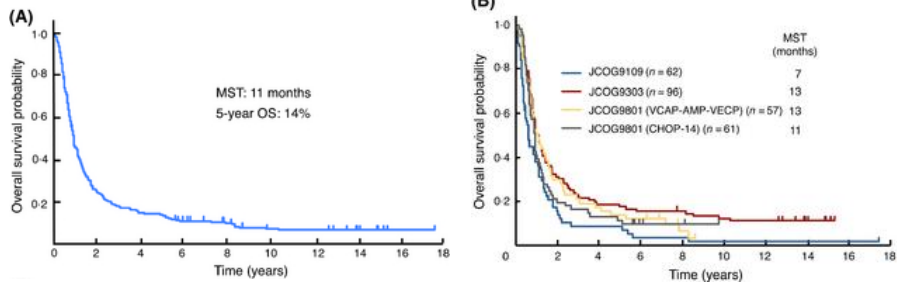 (A)
Overall survival probability
1·0
0·8
0·6
0·4
0·2
MST: 11 months
5-year OS: 14%
0 2 4 6 8 10 12 14 16 18
Time (years)
(B)
Overall survival probability
1·0
0·8
0·6
0·4
0·2
MST
(months)
JCOG9109 (n = 62) 7
JCOG9303 (n = 96) 13
JCOG9801 (VCAP-AMP-VECP) (n = 57) 13
JCOG9801 (CHOP-14) (n = 61) 11
0 2 4 6 8 10 12 14 16 18
Time (years)